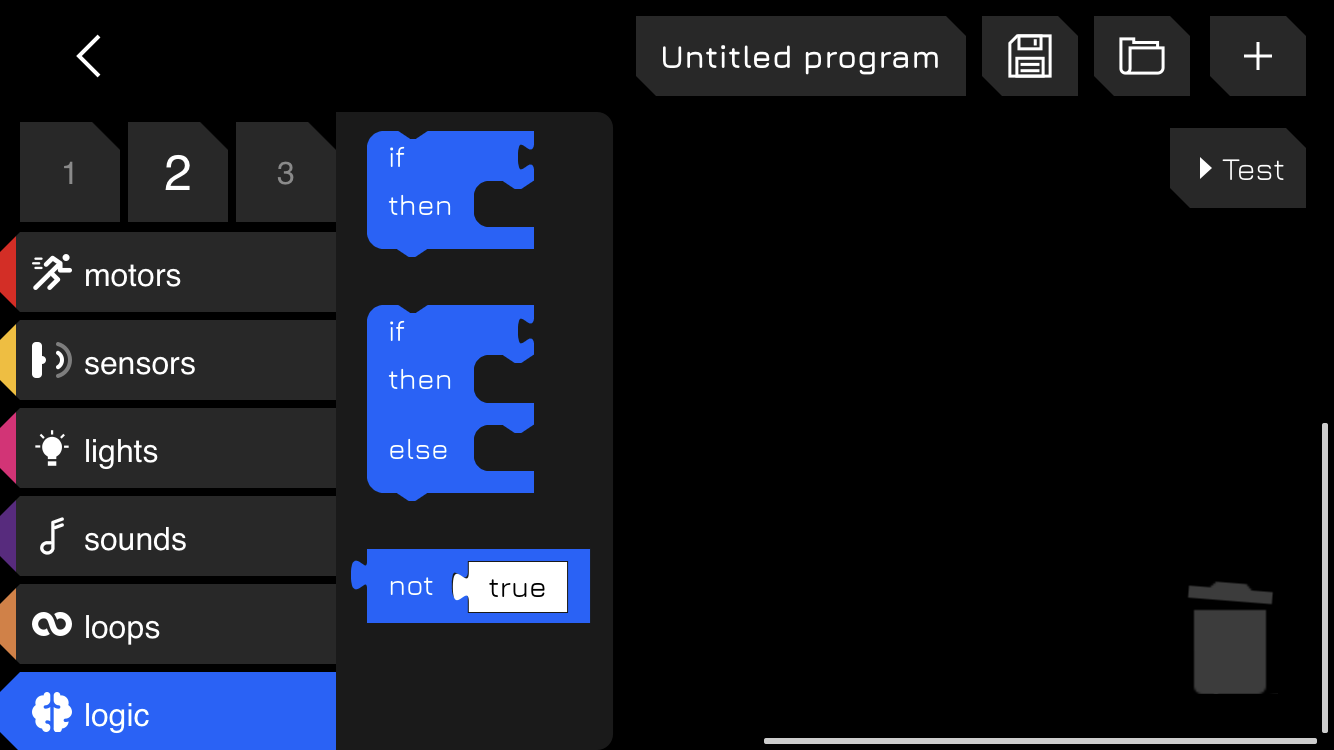 Untitled program
Test
1
2
3
motors
sensors
lights
sounds
loops
logic
if
then
if
then
else
not true